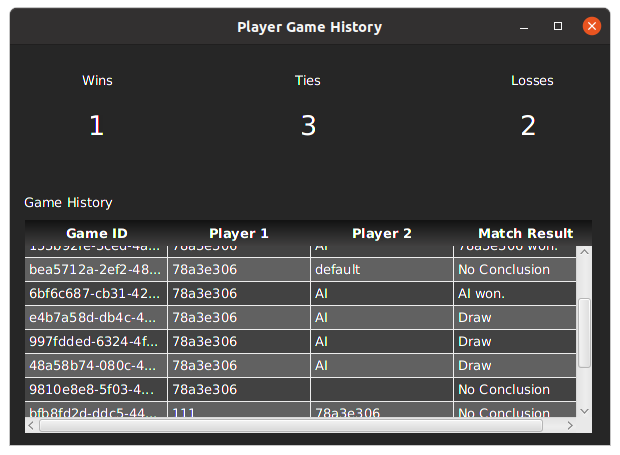 Player Game History
Wins Ties Losses
1 3 2
Game History
Game ID Player 1 Player 2 Match Result
78a3e306 AI 78a3e306 won.
bea5712a-2ef2-48... 78a3e306 default No Conclusion
6bf6c687-cb31-42... 78a3e306 AI AI won.
e4b7a58d-db4c-4... 78a3e306 AI Draw
997fdded-6324-4f... 78a3e306 AI Draw
48a58b74-080c-4... 78a3e306 AI Draw
9810e8e8-5f03-4... 78a3e306 No Conclusion
bfb8fd2d-ddc5-44... 111 78a3e306 No Conclusion